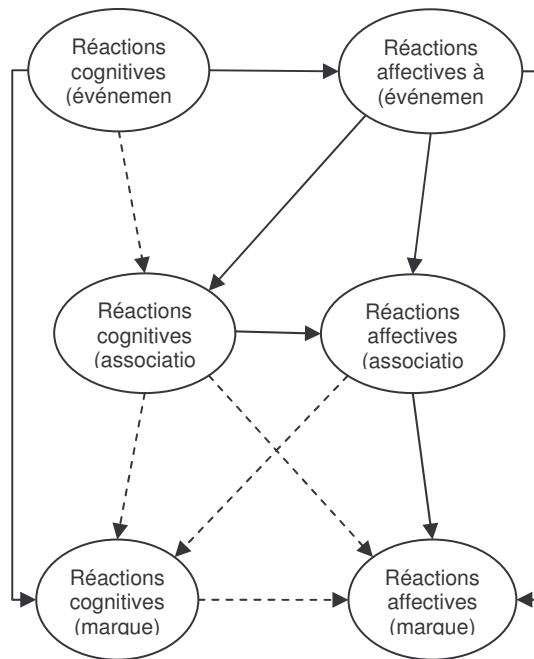 Réactions
cognitives
(événemen
Réactions
affectives à
(événemen
Réactions
cognitives
(associatio
Réactions
affectives
(associatio
Réactions
cognitives
(marque)
Réactions
affectives
(marque)